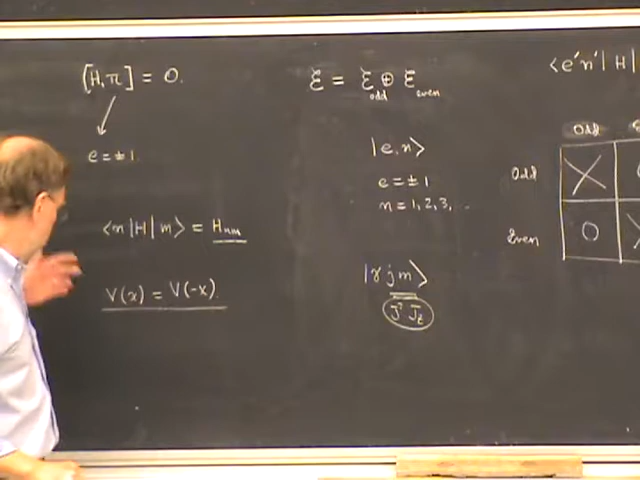 [H, π] = 0.
e = ±1
⟨n|H|m⟩ = H_nm
V(x) = V(-x).
ℰ = ℰ_odd ⊕ ℰ_even
|e, n⟩
e = ±1
n = 1, 2, 3, ..
|γ j m⟩
J² J_z
⟨e'n'| H |
Odd
Odd X
Even O